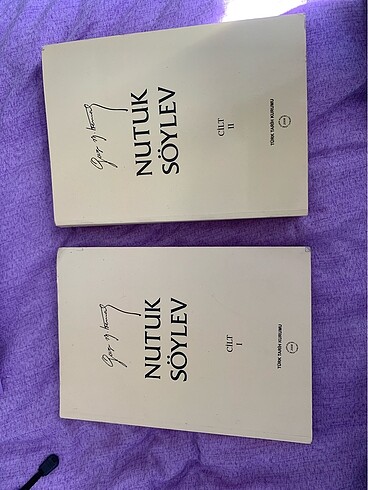 NUTUK
SÖYLEV
CİLT
II
TÜRK TARİH KURUMU
NUTUK
SÖYLEV
CİLT
I
TÜRK TARİH KURUMU